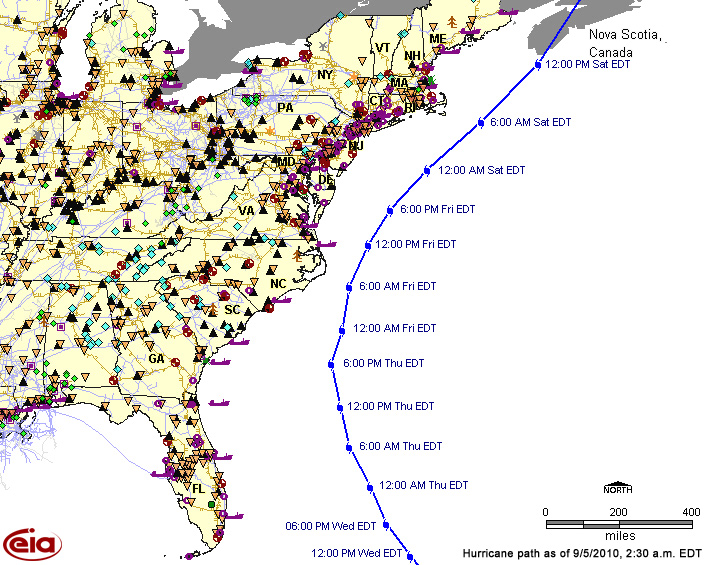 Nova Scotia,
Canada
ME
VT
NH
12:00 PM Sat EDT
NY
MA
CT
RI
PA
6:00 AM Sat EDT
NJ
MD
12:00 AM Sat EDT
DE
VA
6:00 PM Fri EDT
12:00 PM Fri EDT
NC
6:00 AM Fri EDT
SC
12:00 AM Fri EDT
GA
6:00 PM Thu EDT
12:00 PM Thu EDT
6:00 AM Thu EDT
FL
12:00 AM Thu EDT
NORTH
0 200 400
miles
06:00 PM Wed EDT
12:00 PM Wed EDT
eia
Hurricane path as of 9/5/2010, 2:30 a.m. EDT